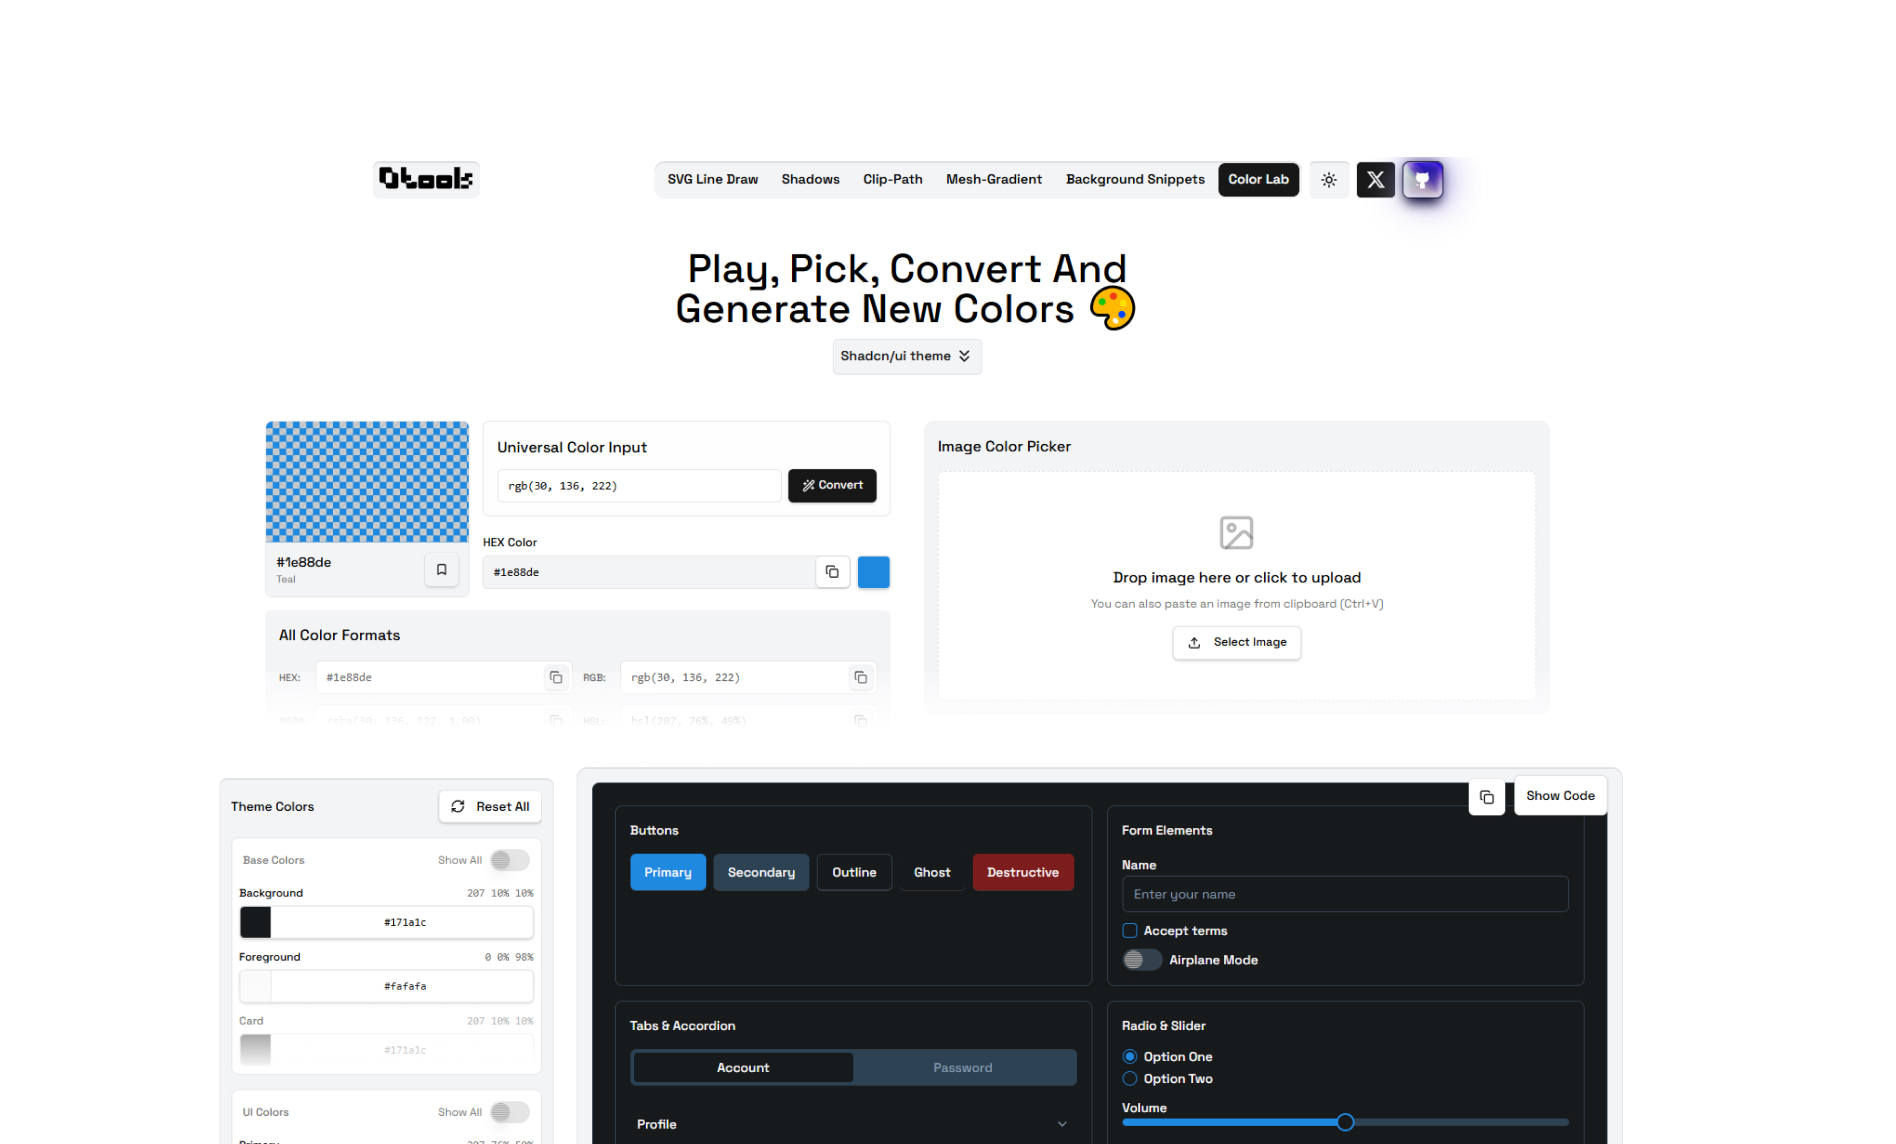 Dtools
SVG Line Draw
Shadows
Clip-Path
Mesh-Gradient
Background Snippets
Color Lab
Play, Pick, Convert And
Generate New Colors 🎨
Shadcn/ui theme
#1e88de
Teal
Universal Color Input
rgb(30, 136, 222)
Convert
HEX Color
#1e88de
All Color Formats
HEX:
#1e88de
RGB:
rgb(30, 136, 222)
RGBA:
rgba(30, 136, 222, 1.00)
HSL:
hsl(207, 76%, 49%)
Image Color Picker
Drop image here or click to upload
You can also paste an image from clipboard (Ctrl+V)
Select Image
Theme Colors
Reset All
Base Colors
Show All
Background
207 10% 10%
#171a1c
Foreground
0 0% 98%
#fafafa
Card
207 10% 10%
#171a1c
UI Colors
Show All
Primary
207 76% 50%
Show Code
Buttons
Primary
Secondary
Outline
Ghost
Destructive
Form Elements
Name
Enter your name
Accept terms
Airplane Mode
Tabs & Accordion
Account
Password
Profile
Radio & Slider
Option One
Option Two
Volume